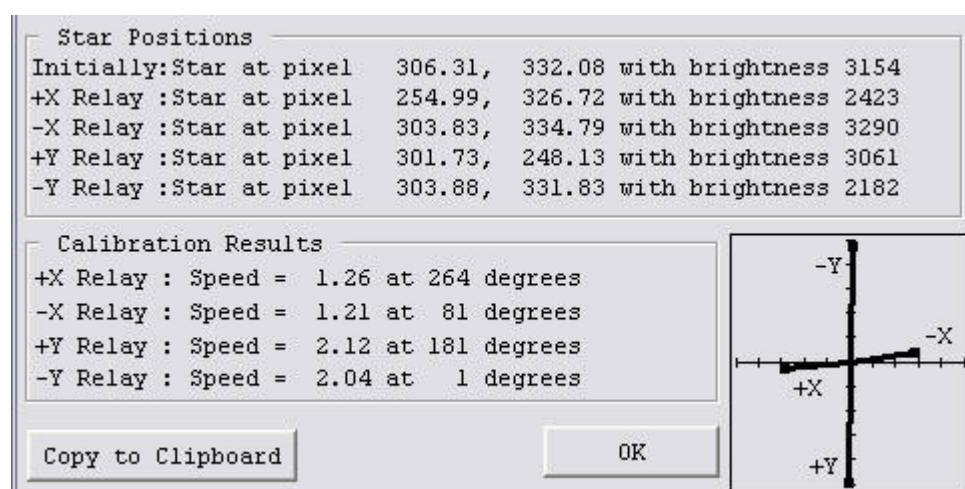 Star Positions
Initially:Star at pixel 306.31, 332.08 with brightness 3154
+X Relay :Star at pixel 254.99, 326.72 with brightness 2423
-X Relay :Star at pixel 303.83, 334.79 with brightness 3290
+Y Relay :Star at pixel 301.73, 248.13 with brightness 3061
-Y Relay :Star at pixel 303.88, 331.83 with brightness 2182
Calibration Results
+X Relay : Speed = 1.26 at 264 degrees
-X Relay : Speed = 1.21 at 81 degrees
+Y Relay : Speed = 2.12 at 181 degrees
-Y Relay : Speed = 2.04 at 1 degrees
-Y
-X
+X
+Y
Copy to Clipboard
OK